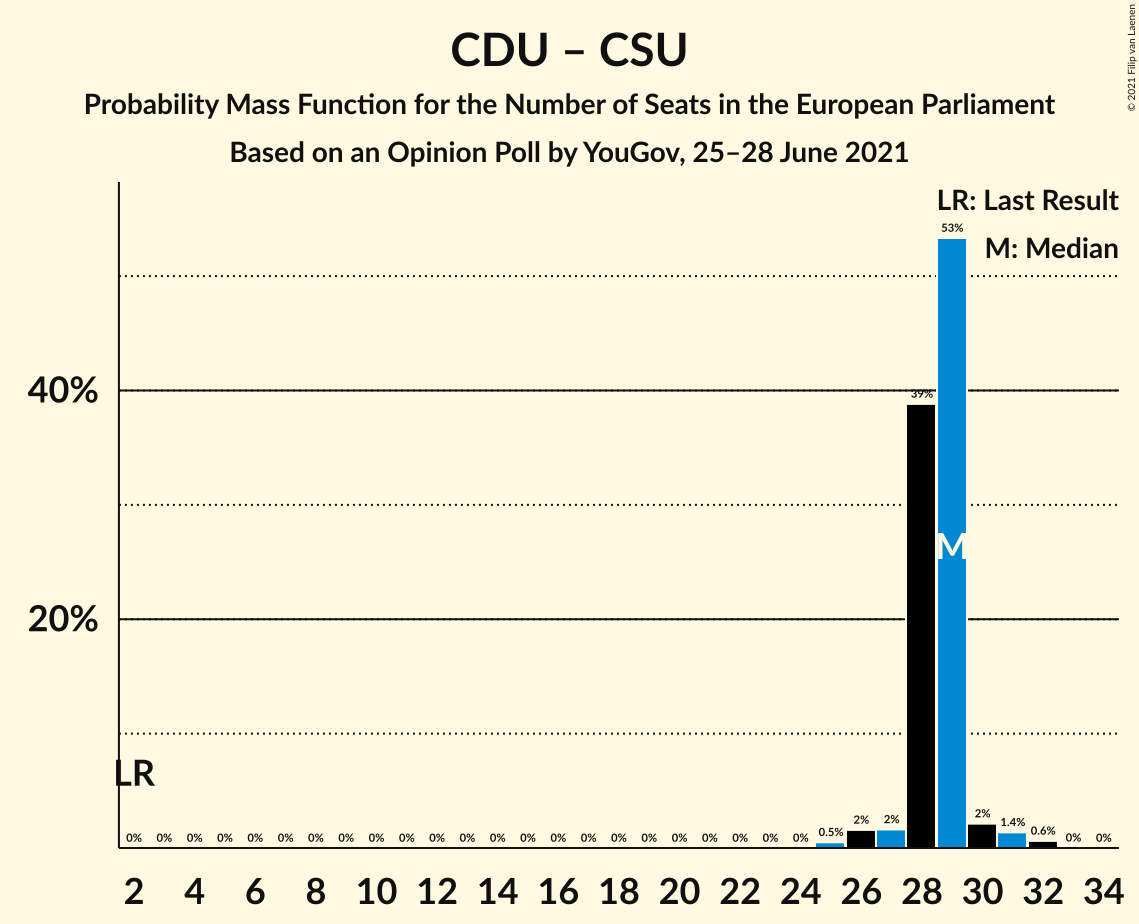 CDU – CSU
Probability Mass Function for the Number of Seats in the European Parliament
Based on an Opinion Poll by YouGov, 25–28 June 2021
© 2021 Filip van Laenen
LR: Last Result
M: Median
53%
40%
39%
M
20%
LR
0% 0% 0% 0% 0% 0% 0% 0% 0% 0% 0% 0% 0% 0% 0% 0% 0% 0% 0% 0% 0% 0% 0% 0.5% 2% 2% 2% 1.4% 0.6% 0% 0%
2 4 6 8 10 12 14 16 18 20 22 24 26 28 30 32 34